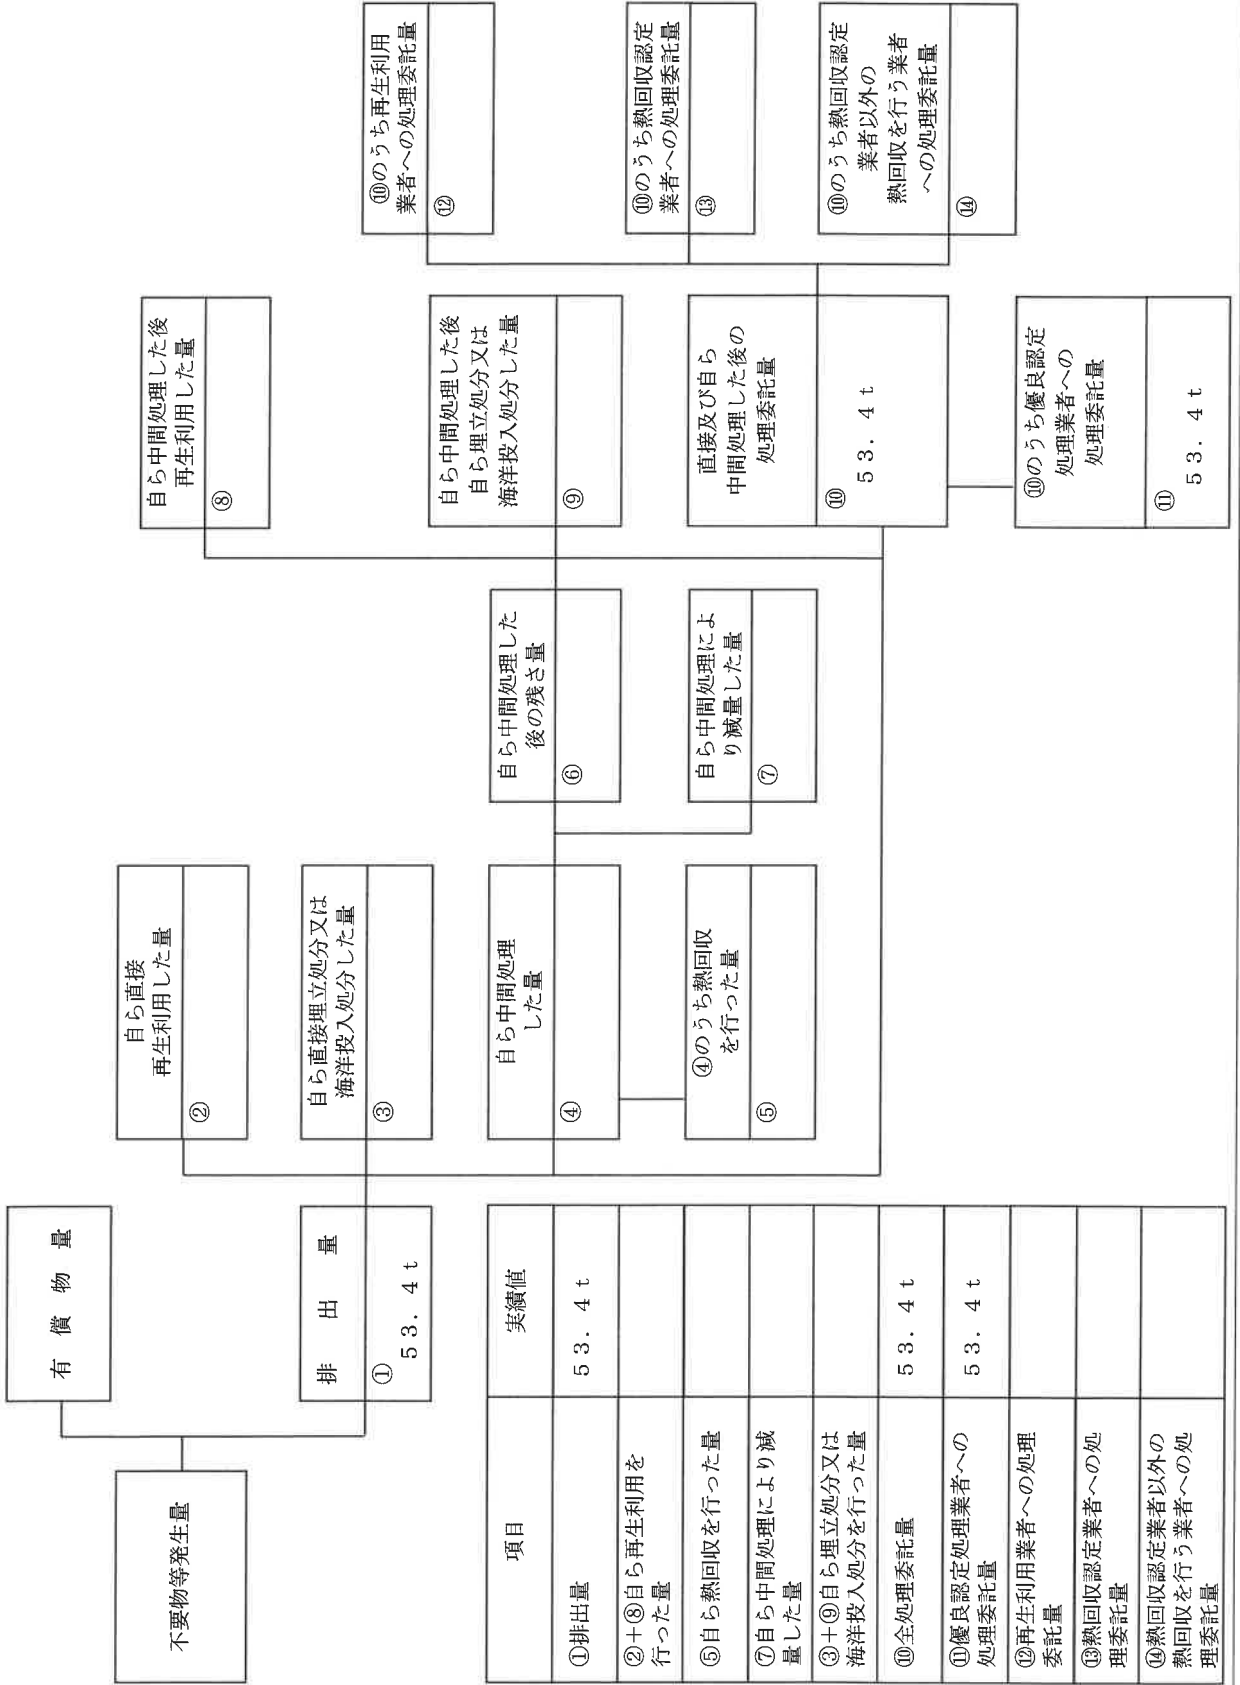 不要物等発生量
有償物量
排出量
①
53.4t
自ら直接
再生利用した量
②
自ら直接埋立処分又は
海洋投入処分した量
③
自ら中間処理
した量
④
④のうち熱回収
を行った量
⑤
自ら中間処理した
後の残さ量
⑥
自ら中間処理によ
り減量した量
⑦
自ら中間処理した後
再生利用した量
⑧
自ら中間処理した後
自ら埋立処分又は
海洋投入処分した量
⑨
直接及び自ら
中間処理した後の
処理委託量
⑩
53.4t
⑩のうち優良認定
処理業者への
処理委託量
⑪
53.4t
⑩のうち再生利用
業者への処理委託量
⑫
⑩のうち熱回収認定
業者への処理委託量
⑬
⑩のうち熱回収認定
業者以外の
熱回収を行う業者
への処理委託量
⑭
項目 実績値
①排出量 53.4t
②+⑧自ら再生利用を
行った量
⑤自ら熱回収を行った量
⑦自ら中間処理により減
量した量
③+⑨自ら埋立処分又は
海洋投入処分を行った量
⑩全処理委託量 53.4t
⑪優良認定処理業者への
処理委託量 53.4t
⑫再生利用業者への処理
委託量
⑬熱回収認定業者への処
理委託量
⑭熱回収認定業者以外の
熱回収を行う業者への処
理委託量